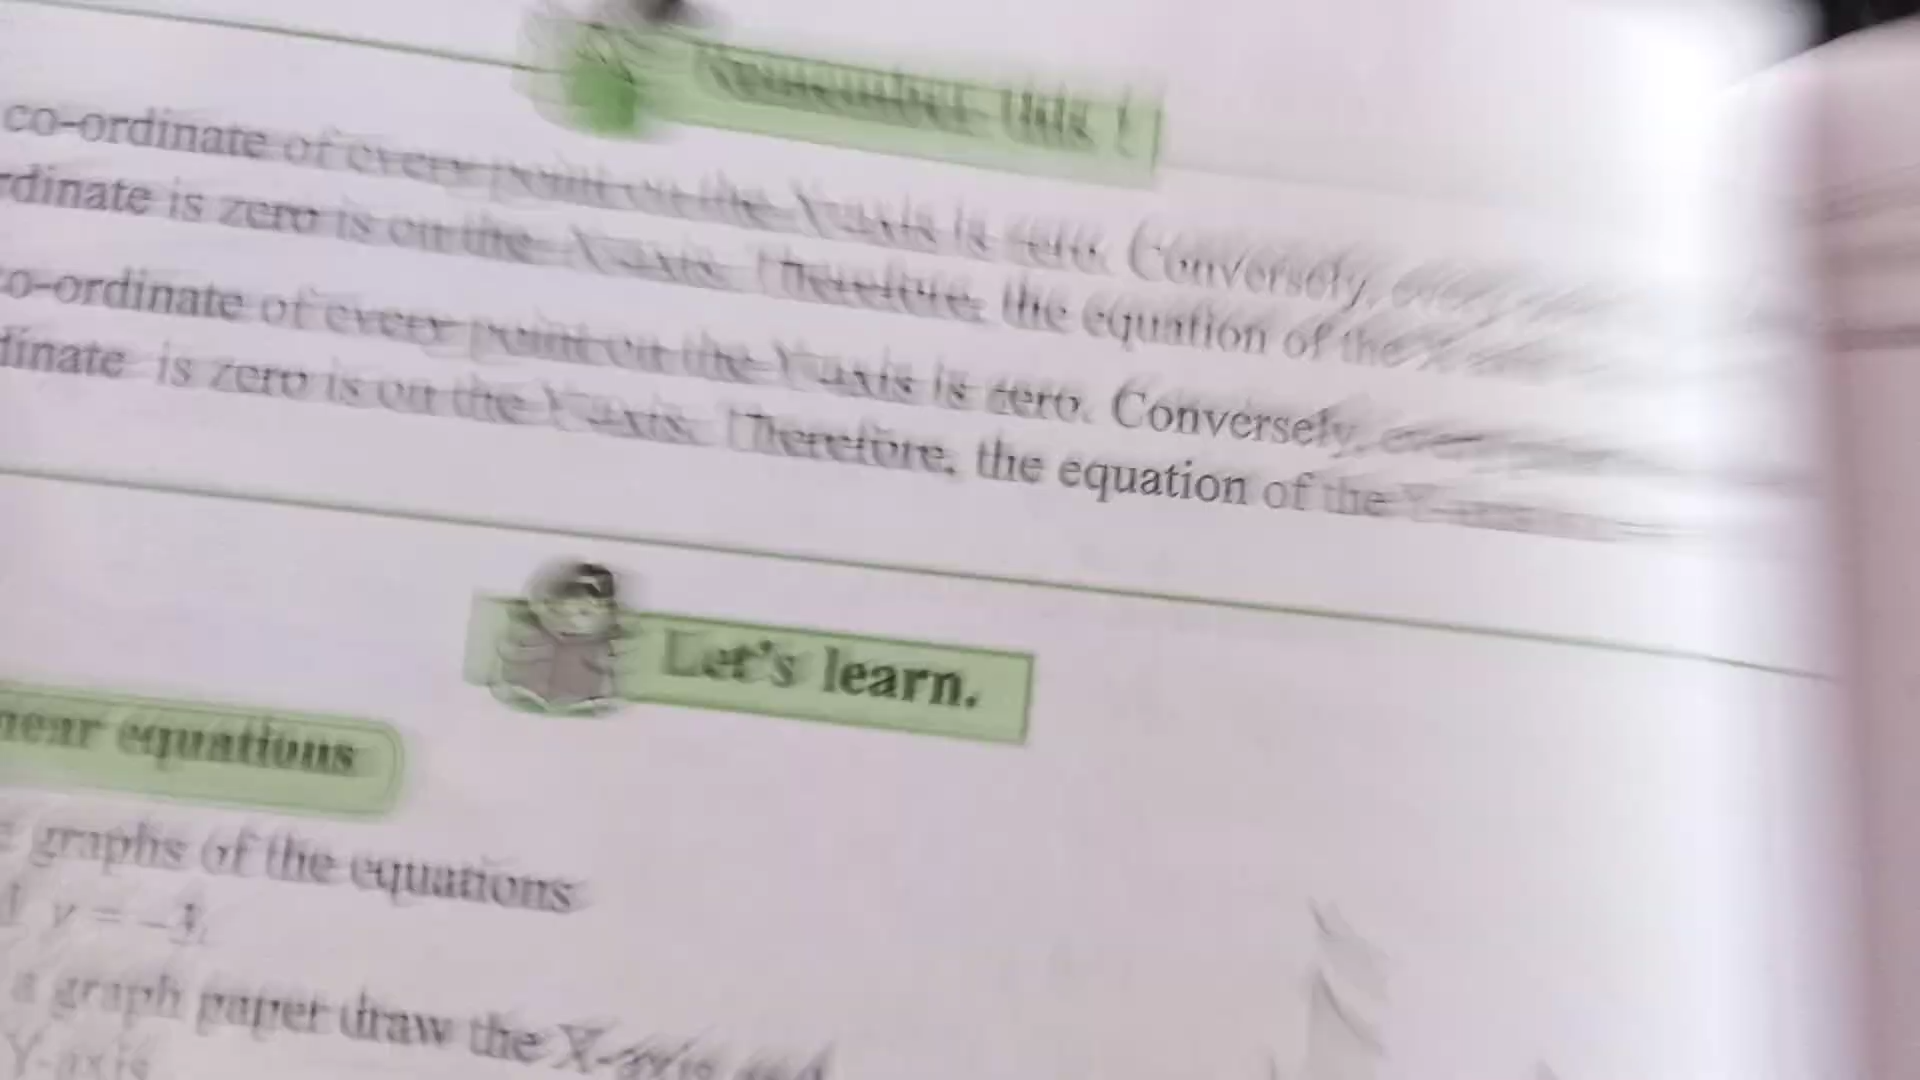 Remember this !
co-ordinate of every point on the X-axis is zero. Conversely, every
rdinate is zero is on the X-axis. Therefore, the equation of the X
o-ordinate of every point on the Y-axis is zero. Conversely, every
dinate is zero is on the Y-axis. Therefore, the equation of the Y-axis
Let's learn.
near equations
graphs of the equations
y =
a graph paper draw the X-axis and
Y-axis